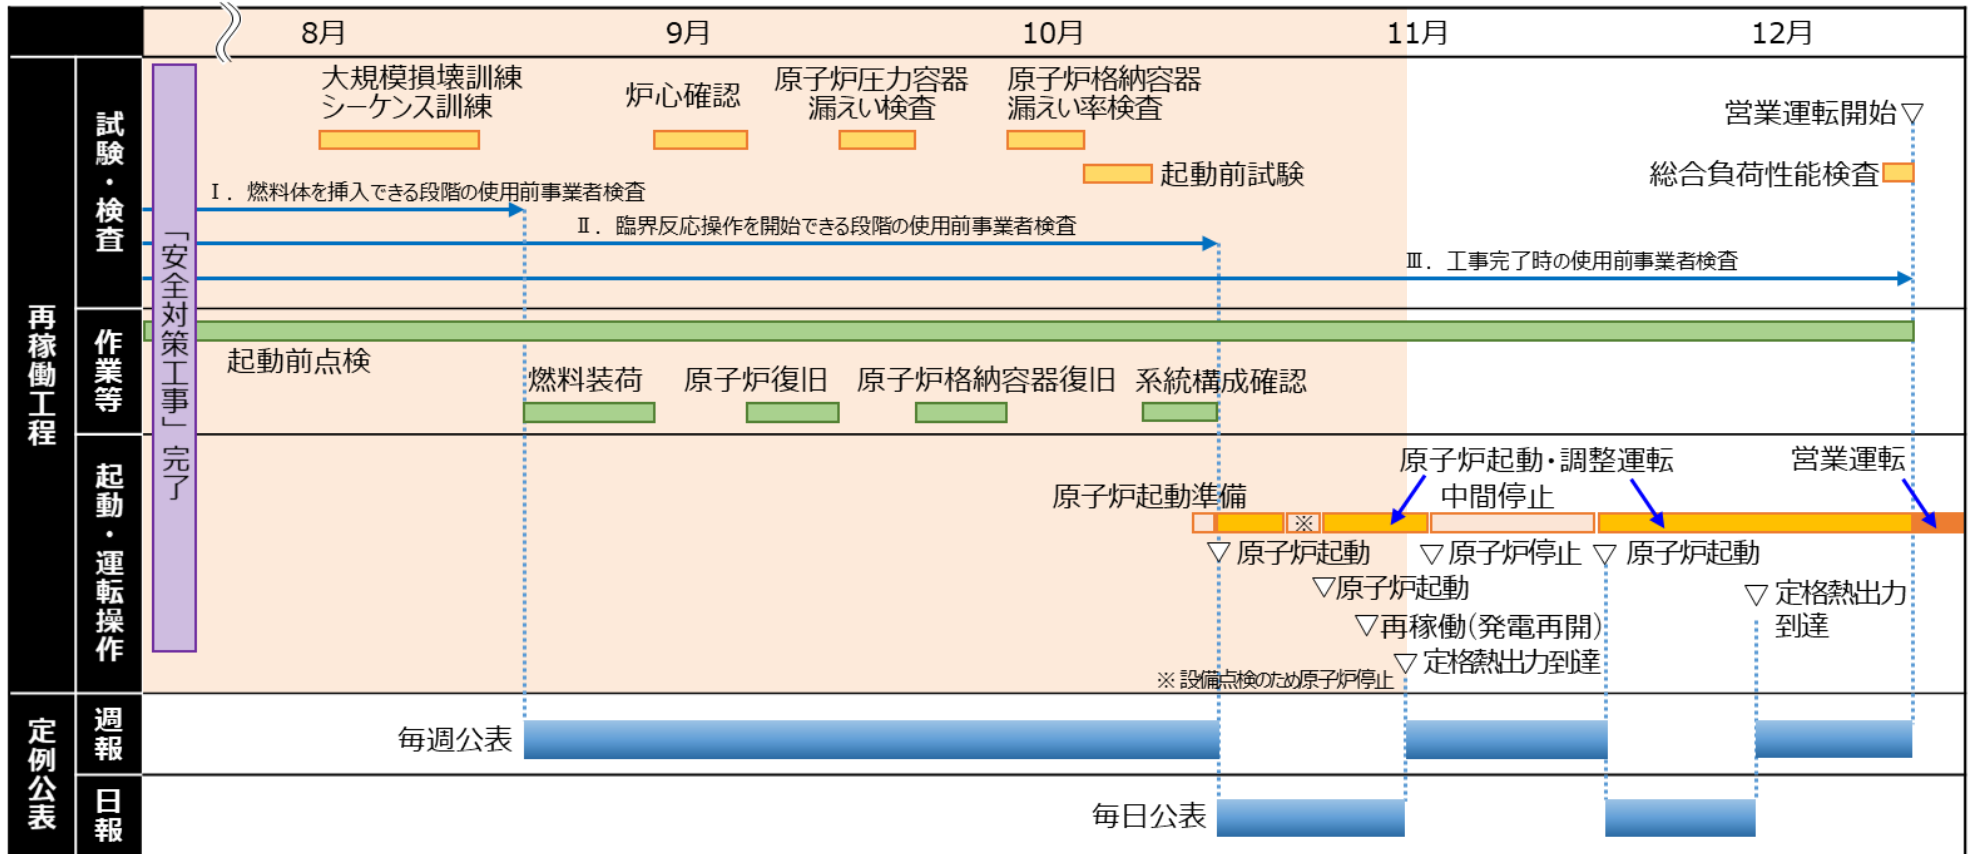 8月
9月
10月
11月
12月
再稼働工程
試験・検査
大規模損壊訓練
シーケンス訓練
炉心確認
原子炉圧力容器
漏えい検査
原子炉格納容器
漏えい率検査
起動前試験
営業運転開始▽
総合負荷性能検査
Ⅰ．燃料体を挿入できる段階の使用前事業者検査
Ⅱ．臨界反応操作を開始できる段階の使用前事業者検査
Ⅲ．工事完了時の使用前事業者検査
「安全対策工事」完了
作業等
起動前点検
燃料装荷
原子炉復旧
原子炉格納容器復旧
系統構成確認
起動・運転操作
原子炉起動・調整運転
営業運転
原子炉起動準備
中間停止
※
▽原子炉起動
▽原子炉停止
▽原子炉起動
▽原子炉起動
▽再稼働(発電再開)
▽定格熱出力到達
▽定格熱出力
到達
※設備点検のため原子炉停止
定例公表
週報
毎週公表
日報
毎日公表